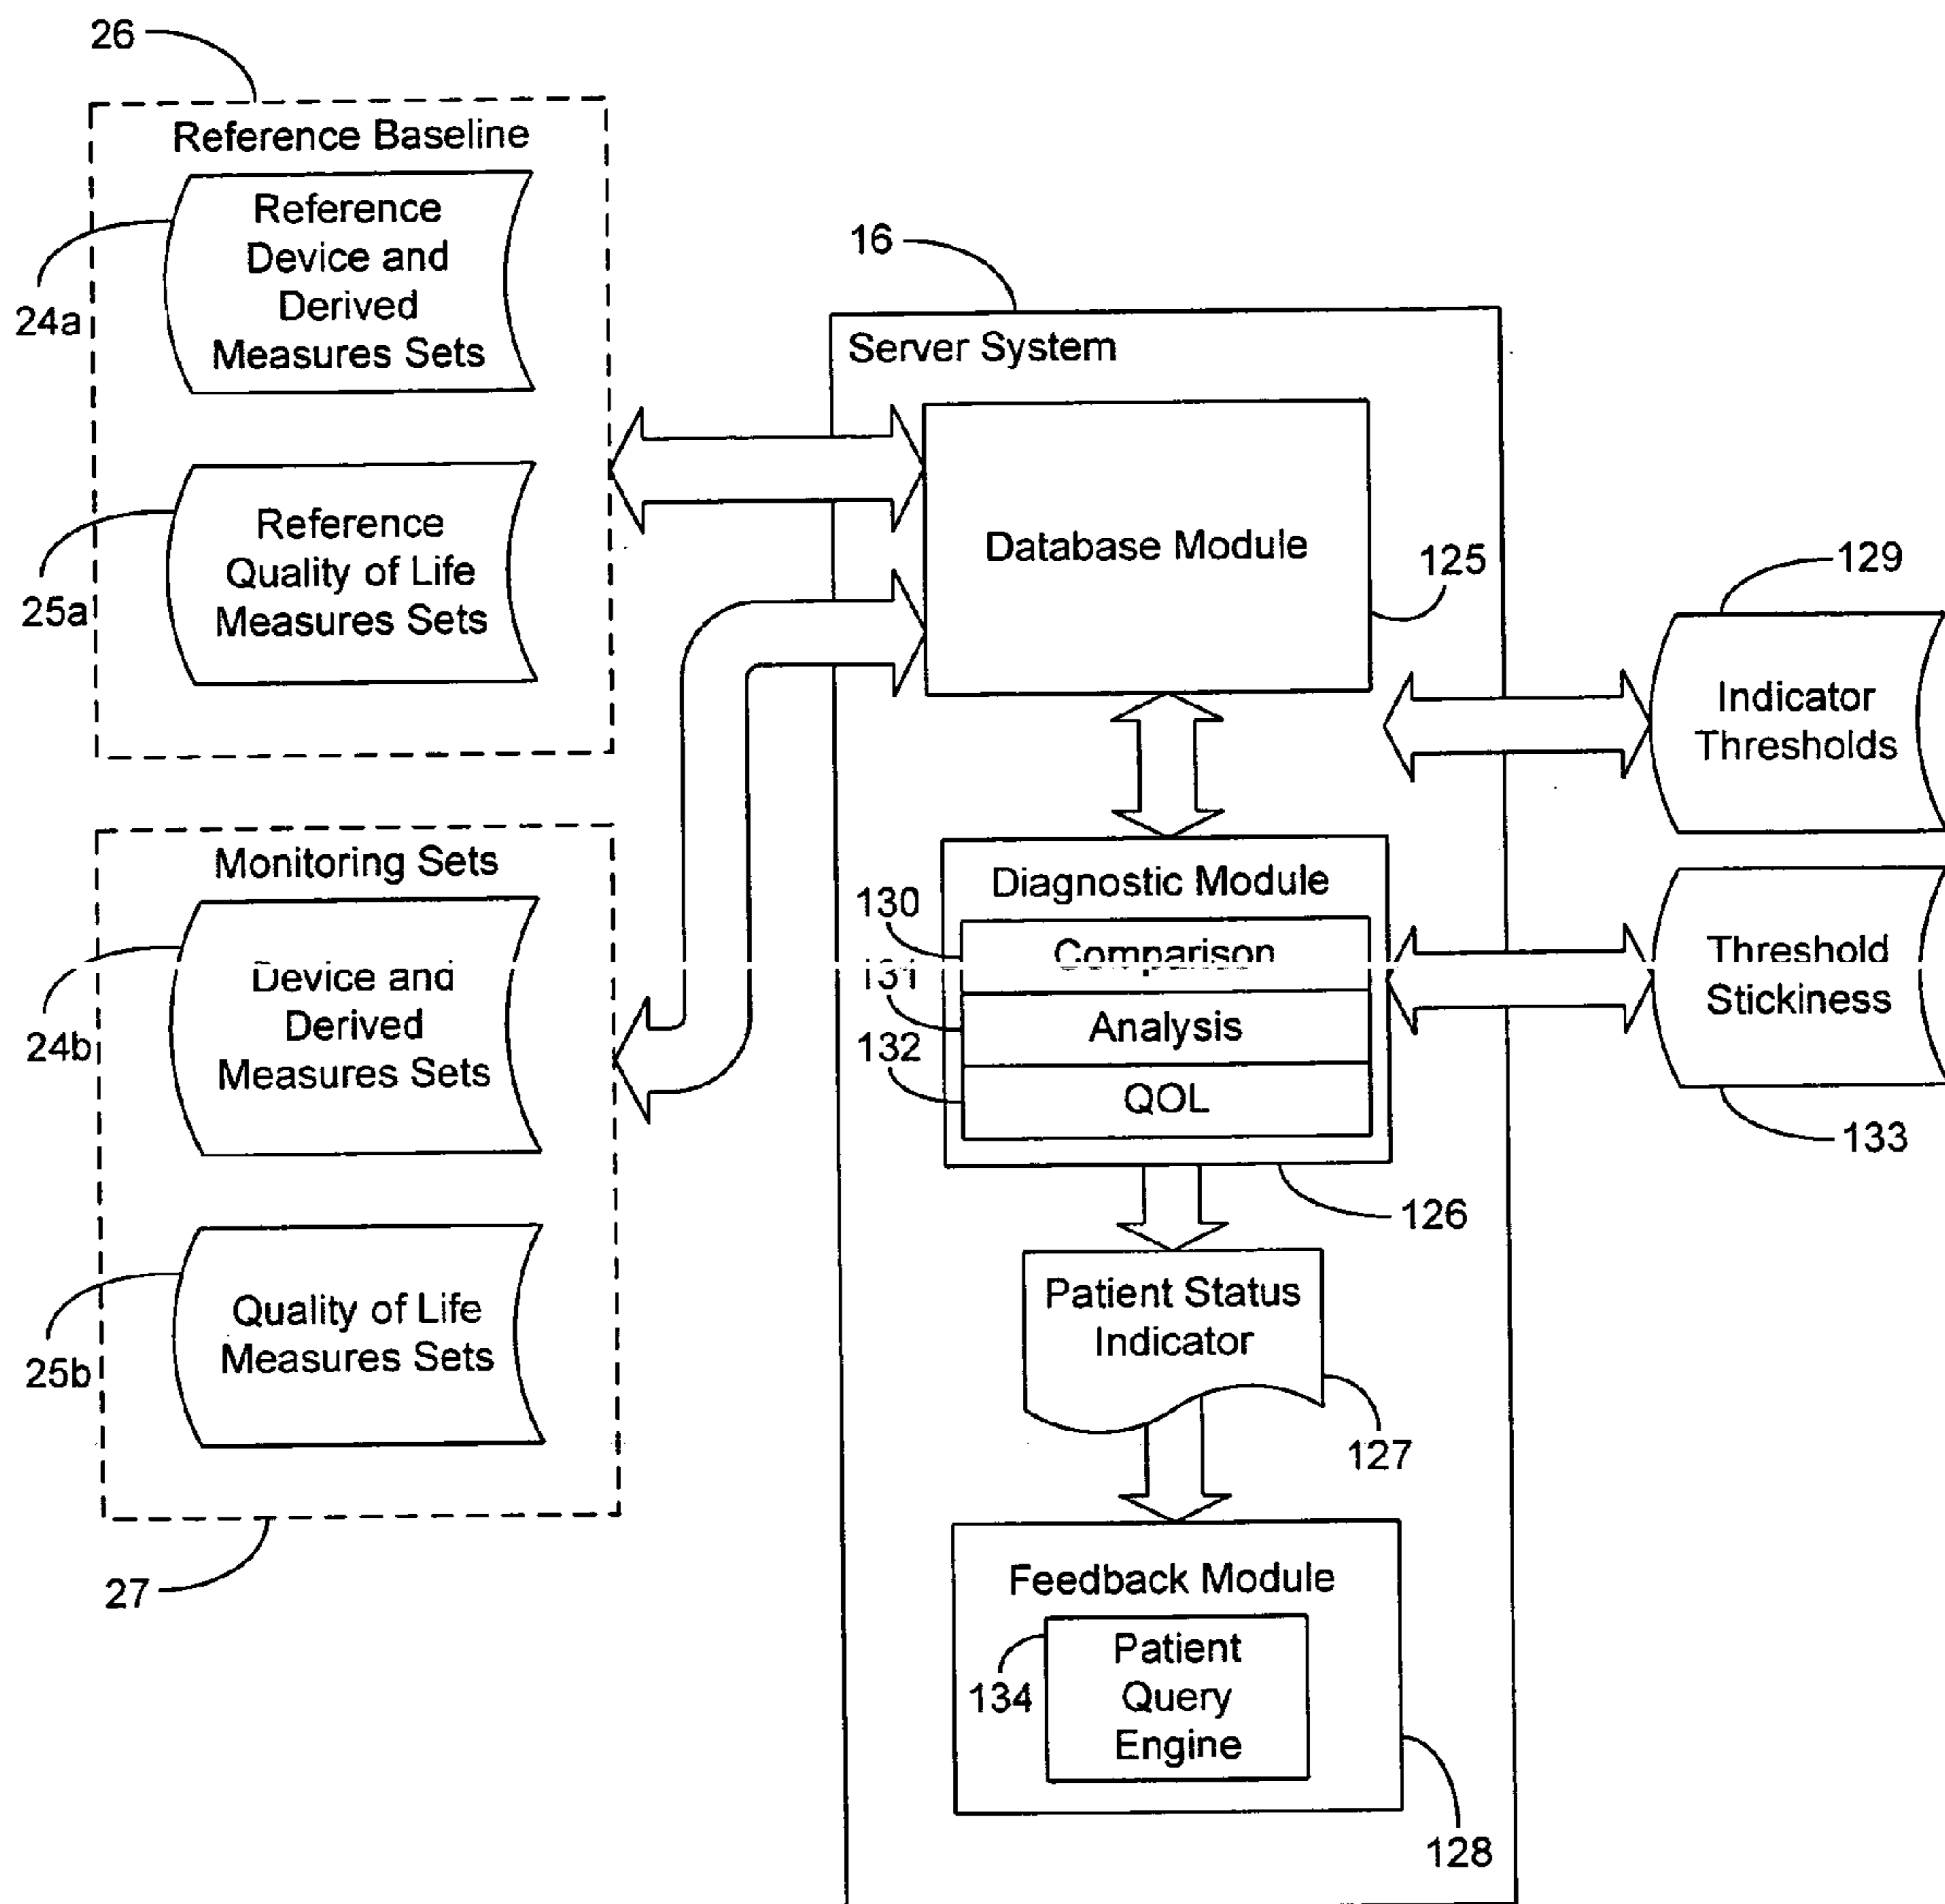 26
Reference Baseline
Reference
Device and
Derived
Measures Sets
24a
Reference
Quality of Life
Measures Sets
25a
Monitoring Sets
Device and
Derived
Measures Sets
24b
Quality of Life
Measures Sets
25b
27
16
Server System
Database Module
125
Diagnostic Module
130
Comparison
131
Analysis
132
QOL
126
Patient Status
Indicator
127
Feedback Module
Patient
Query
Engine
134
128
129
Indicator
Thresholds
Threshold
Stickiness
133